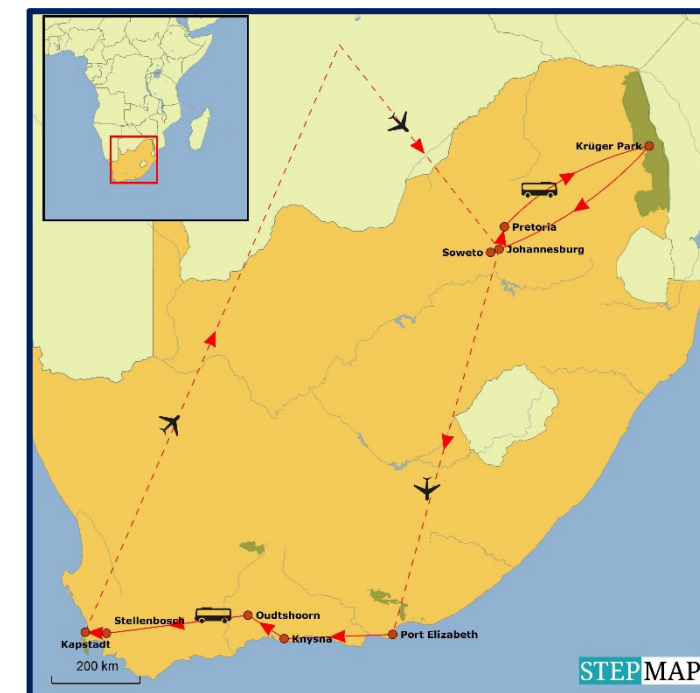 Krüger Park
Pretoria
Soweto
Johannesburg
Stellenbosch
Oudtshoorn
Kapstadt
Knysna
Port Elizabeth
200 km
STEPMAP